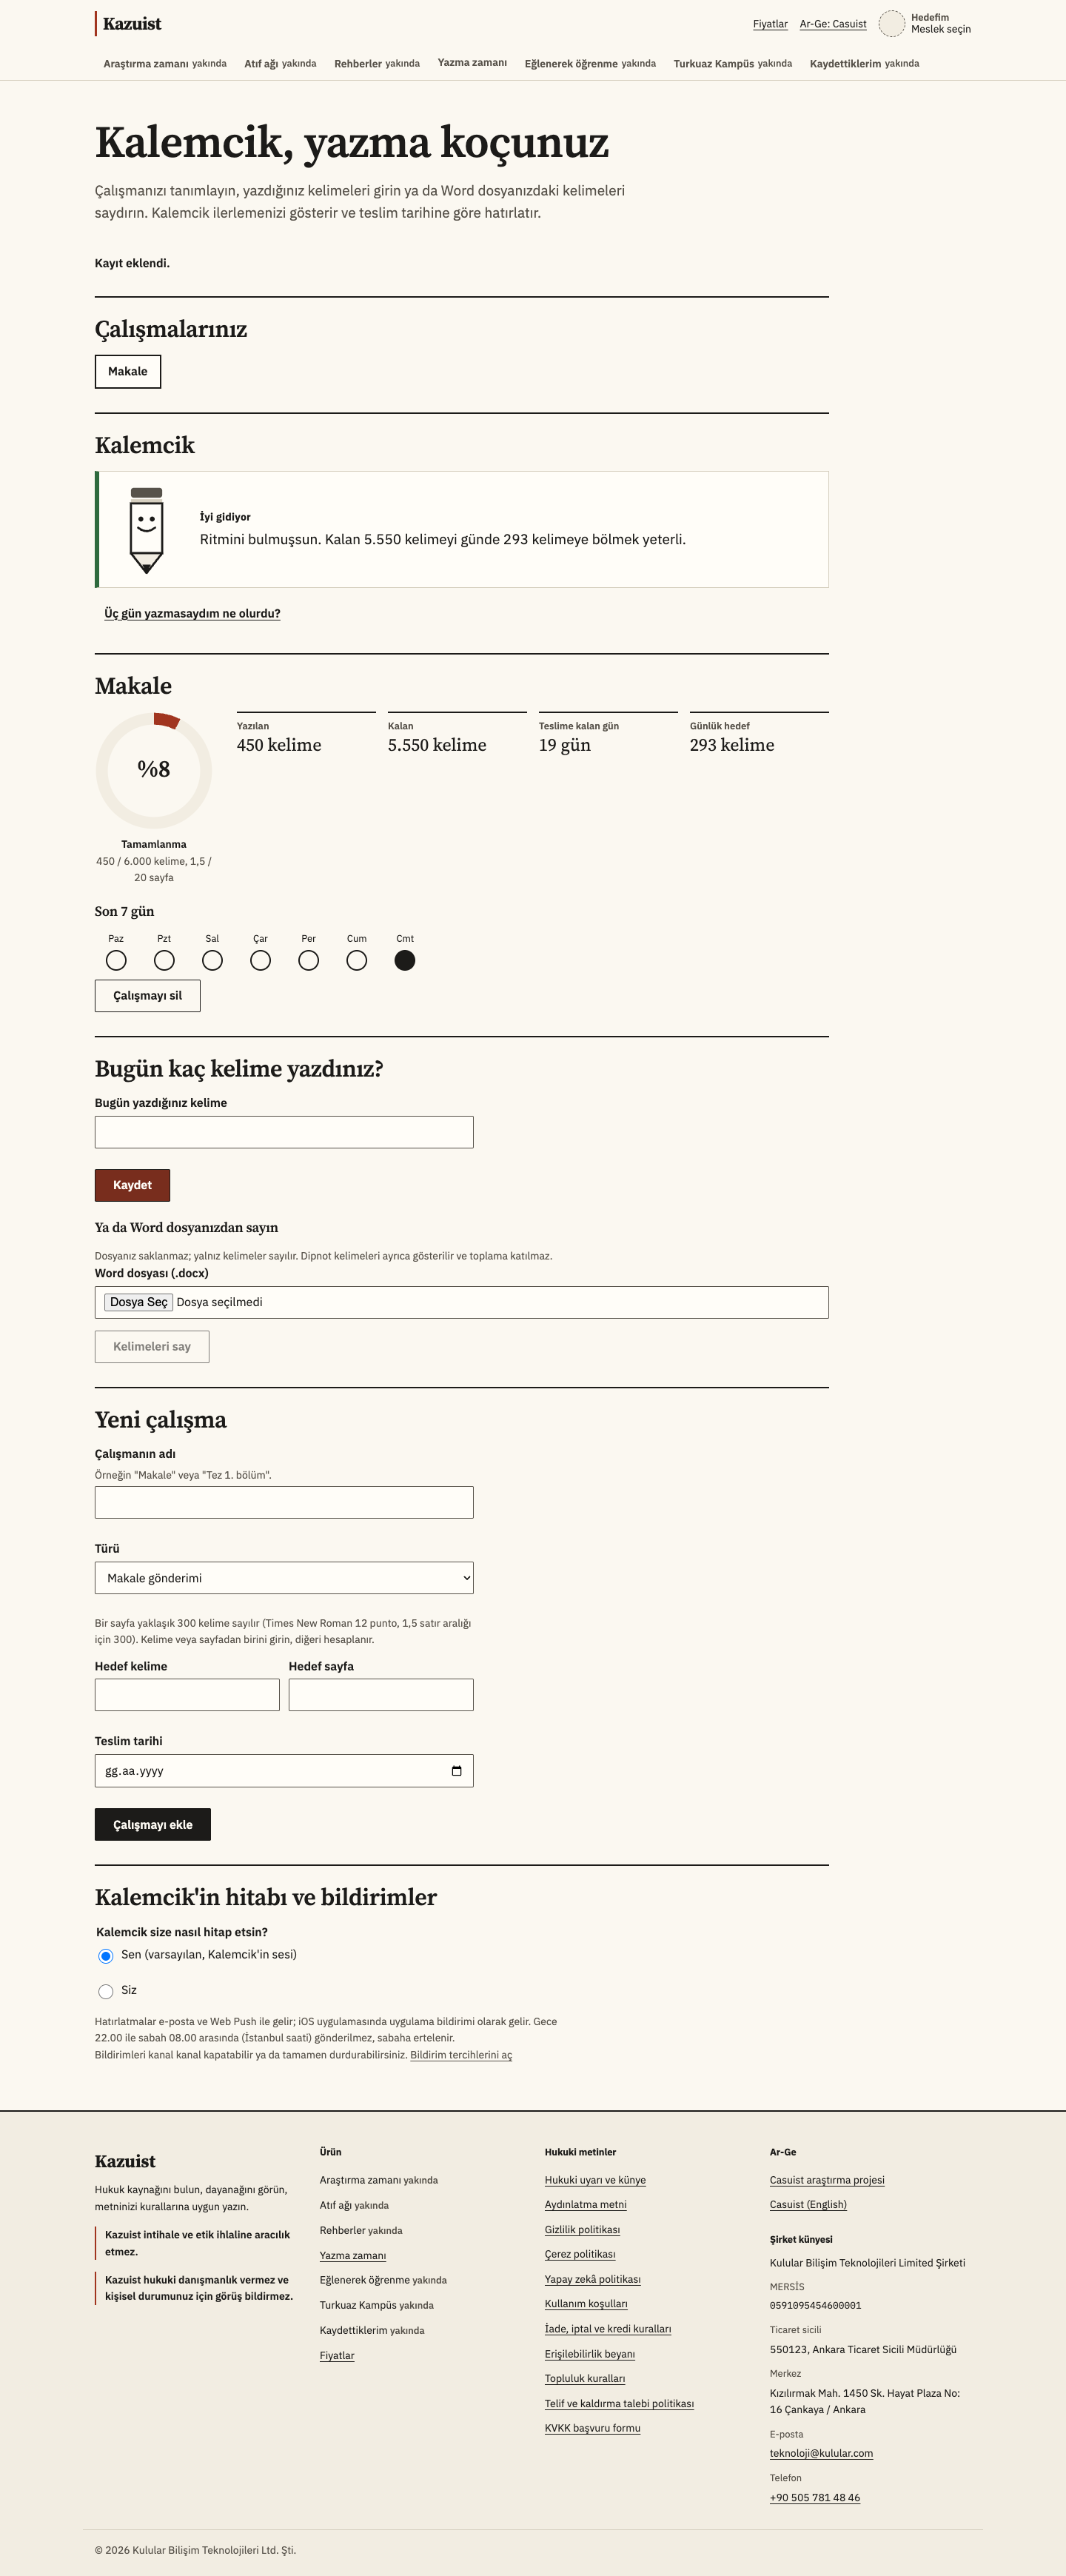 Kazuist
Fiyatlar
Ar-Ge: Casuist
Hedefim
Meslek seçin
Araştırma zamanı yakında
Atıf ağı yakında
Rehberler yakında
Yazma zamanı
Eğlenerek öğrenme yakında
Turkuaz Kampüs yakında
Kaydettiklerim yakında
Kalemcik, yazma koçunuz
Çalışmanızı tanımlayın, yazdığınız kelimeleri girin ya da Word dosyanızdaki kelimeleri
saydırın. Kalemcik ilerlemenizi gösterir ve teslim tarihine göre hatırlatır.
Kayıt eklendi.
Çalışmalarınız
Makale
Kalemcik
İyi gidiyor
Ritmini bulmuşsun. Kalan 5.550 kelimeyi günde 293 kelimeye bölmek yeterli.
Üç gün yazmasaydım ne olurdu?
Makale
%8
Tamamlanma
450 / 6.000 kelime, 1,5 /
20 sayfa
Yazılan
450 kelime
Kalan
5.550 kelime
Teslime kalan gün
19 gün
Günlük hedef
293 kelime
Son 7 gün
Paz Pzt Sal Çar Per Cum Cmt
Çalışmayı sil
Bugün kaç kelime yazdınız?
Bugün yazdığınız kelime
Kaydet
Ya da Word dosyanızdan sayın
Dosyanız saklanmaz; yalnız kelimeler sayılır. Dipnot kelimeleri ayrıca gösterilir ve toplama katılmaz.
Word dosyası (.docx)
Dosya Seç Dosya seçilmedi
Kelimeleri say
Yeni çalışma
Çalışmanın adı
Örneğin "Makale" veya "Tez 1. bölüm".
Türü
Makale gönderimi
Bir sayfa yaklaşık 300 kelime sayılır (Times New Roman 12 punto, 1,5 satır aralığı
için 300). Kelime veya sayfadan birini girin, diğeri hesaplanır.
Hedef kelime
Hedef sayfa
Teslim tarihi
gg.aa.yyyy
Çalışmayı ekle
Kalemcik'in hitabı ve bildirimler
Kalemcik size nasıl hitap etsin?
Sen (varsayılan, Kalemcik'in sesi)
Siz
Hatırlatmalar e-posta ve Web Push ile gelir; iOS uygulamasında uygulama bildirimi olarak gelir. Gece
22.00 ile sabah 08.00 arasında (İstanbul saati) gönderilmez, sabaha ertelenir.
Bildirimleri kanal kanal kapatabilir ya da tamamen durdurabilirsiniz. Bildirim tercihlerini aç
Kazuist
Hukuk kaynağını bulun, dayanağını görün,
metninizi kurallarına uygun yazın.
Kazuist intihale ve etik ihlaline aracılık
etmez.
Kazuist hukuki danışmanlık vermez ve
kişisel durumunuz için görüş bildirmez.
Ürün
Araştırma zamanı yakında
Atıf ağı yakında
Rehberler yakında
Yazma zamanı
Eğlenerek öğrenme yakında
Turkuaz Kampüs yakında
Kaydettiklerim yakında
Fiyatlar
Hukuki metinler
Hukuki uyarı ve künye
Aydınlatma metni
Gizlilik politikası
Çerez politikası
Yapay zekâ politikası
Kullanım koşulları
İade, iptal ve kredi kuralları
Erişilebilirlik beyanı
Topluluk kuralları
Telif ve kaldırma talebi politikası
KVKK başvuru formu
Ar-Ge
Casuist araştırma projesi
Casuist (English)
Şirket künyesi
Kulular Bilişim Teknolojileri Limited Şirketi
MERSİS
0591095454600001
Ticaret sicili
550123, Ankara Ticaret Sicili Müdürlüğü
Merkez
Kızılırmak Mah. 1450 Sk. Hayat Plaza No:
16 Çankaya / Ankara
E-posta
teknoloji@kulular.com
Telefon
+90 505 781 48 46
© 2026 Kulular Bilişim Teknolojileri Ltd. Şti.